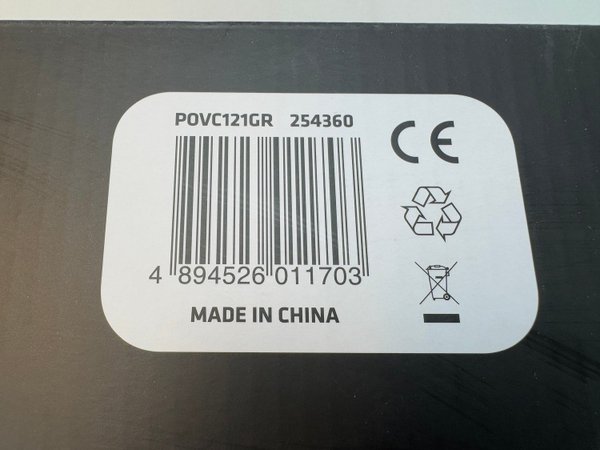 POVC121GR 254360
CE
4 894526 011703
MADE IN CHINA